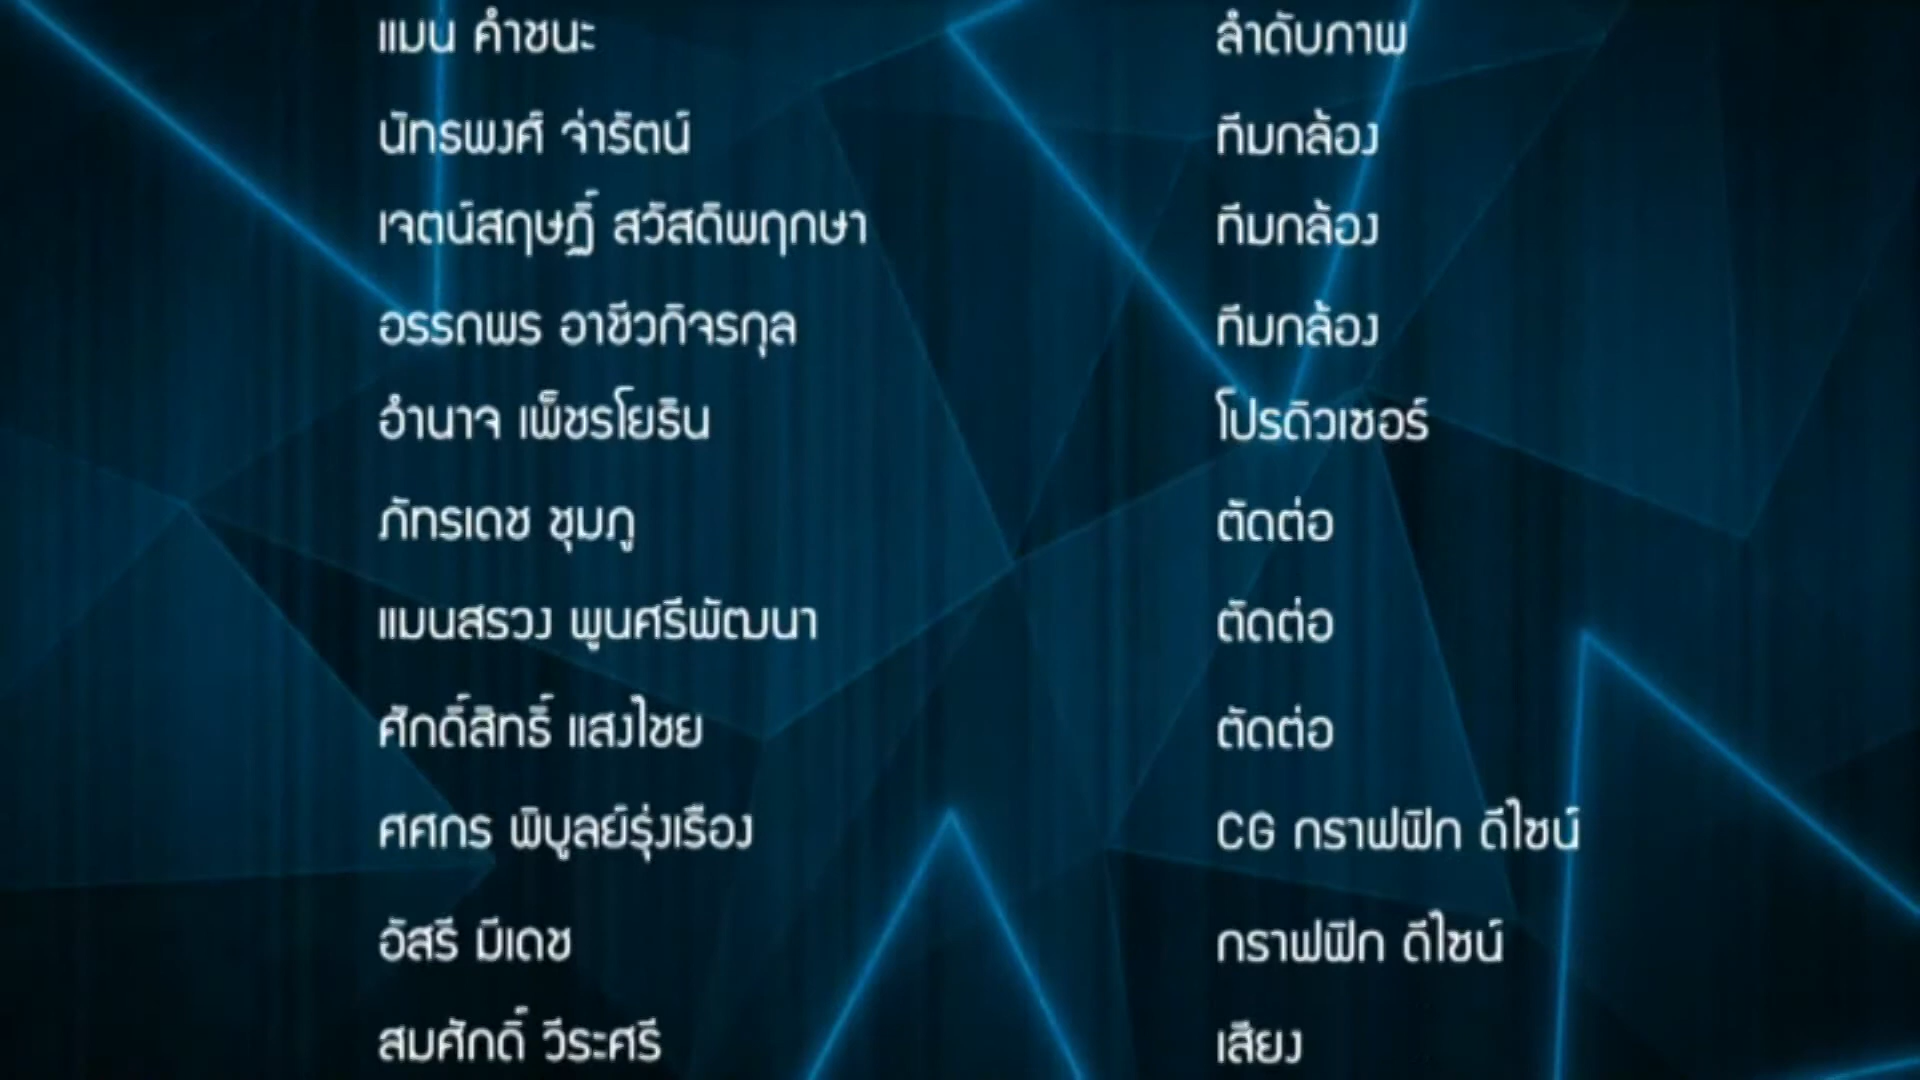 แมน คำชนะ ลำดับภาพ
นัทรพงศ์ จ่ารัตน์ ทีมกล้อง
เจตน์สฤษฎิ์ สวัสดิพฤกษา ทีมกล้อง
อรรถพร อาชีวกิจรกุล ทีมกล้อง
อำนาจ เพ็ชรโยธิน โปรดิวเซอร์
ภัทรเดช ชุมภู ตัดต่อ
แมนสรวง พูนศรีพัฒนา ตัดต่อ
ศักดิ์สิทธิ์ แสงไชย ตัดต่อ
ศศกร พิบูลย์รุ่งเรือง CG กราฟฟิก ดีไซน์
อัสรี มีเดช กราฟฟิก ดีไซน์
สมศักดิ์ วีระศรี เสียง